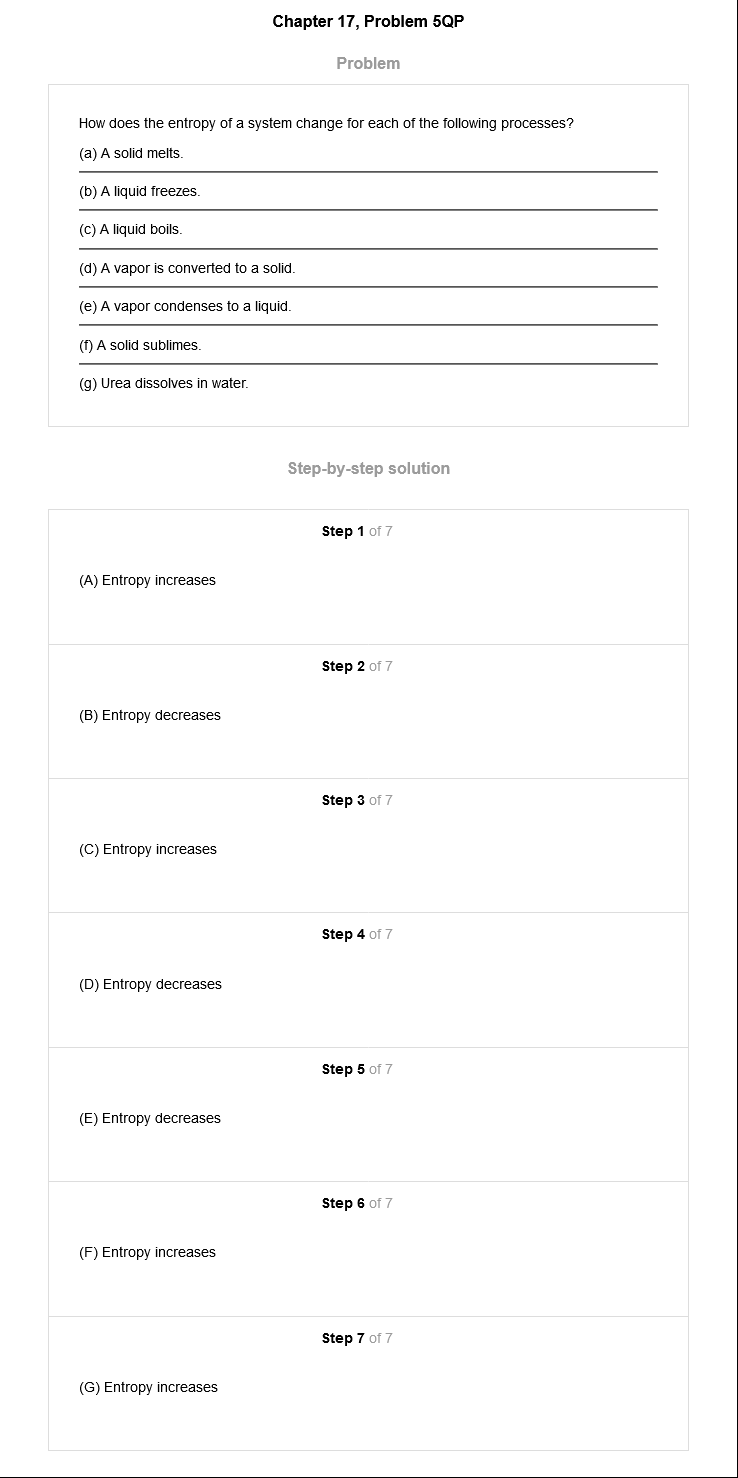 Chapter 17, Problem 5QP
Problem
How does the entropy of a system change for each of the following processes?
(a) A solid melts.
(b) A liquid freezes.
(c) A liquid boils.
(d) A vapor is converted to a solid.
(e) A vapor condenses to a liquid.
(f) A solid sublimes.
(g) Urea dissolves in water.
Step-by-step solution
Step 1 of 7
(A) Entropy increases
Step 2 of 7
(B) Entropy decreases
Step 3 of 7
(C) Entropy increases
Step 4 of 7
(D) Entropy decreases
Step 5 of 7
(E) Entropy decreases
Step 6 of 7
(F) Entropy increases
Step 7 of 7
(G) Entropy increases